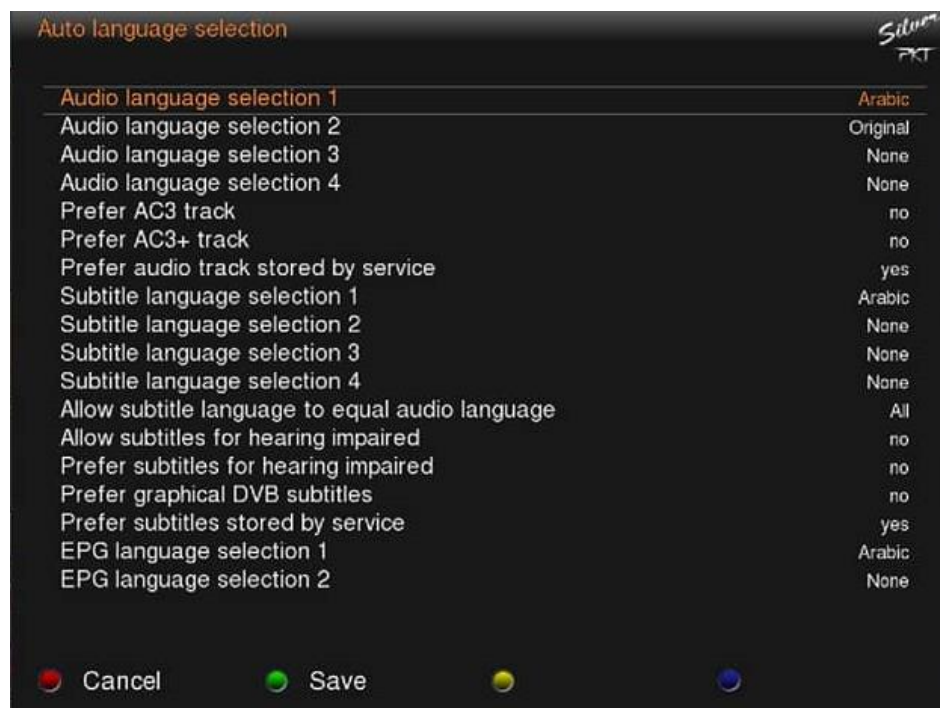 Auto language selection
Silver
PKT
Audio language selection 1 Arabic
Audio language selection 2 Original
Audio language selection 3 None
Audio language selection 4 None
Prefer AC3 track no
Prefer AC3+ track no
Prefer audio track stored by service yes
Subtitle language selection 1 Arabic
Subtitle language selection 2 None
Subtitle language selection 3 None
Subtitle language selection 4 None
Allow subtitle language to equal audio language All
Allow subtitles for hearing impaired no
Prefer subtitles for hearing impaired no
Prefer graphical DVB subtitles no
Prefer subtitles stored by service yes
EPG language selection 1 Arabic
EPG language selection 2 None
Cancel Save